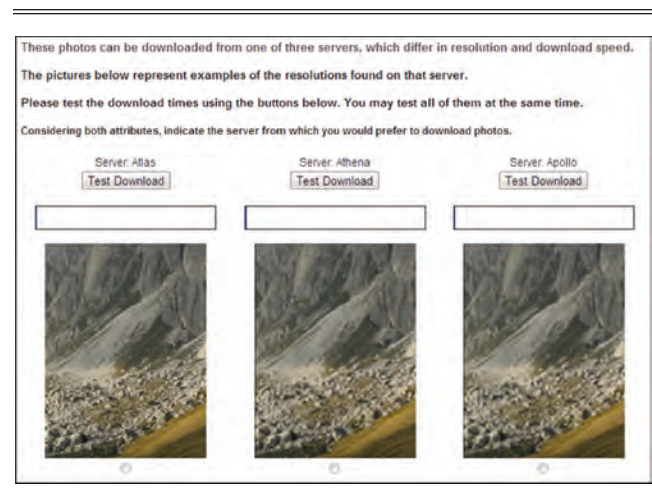 These photos can be downloaded from one of three servers, which differ in resolution and download speed.
The pictures below represent examples of the resolutions found on that server.
Please test the download times using the buttons below. You may test all of them at the same time.
Considering both attributes, indicate the server from which you would prefer to download photos.
Server: Atlas Server: Athena Server: Apollo
Test Download Test Download Test Download